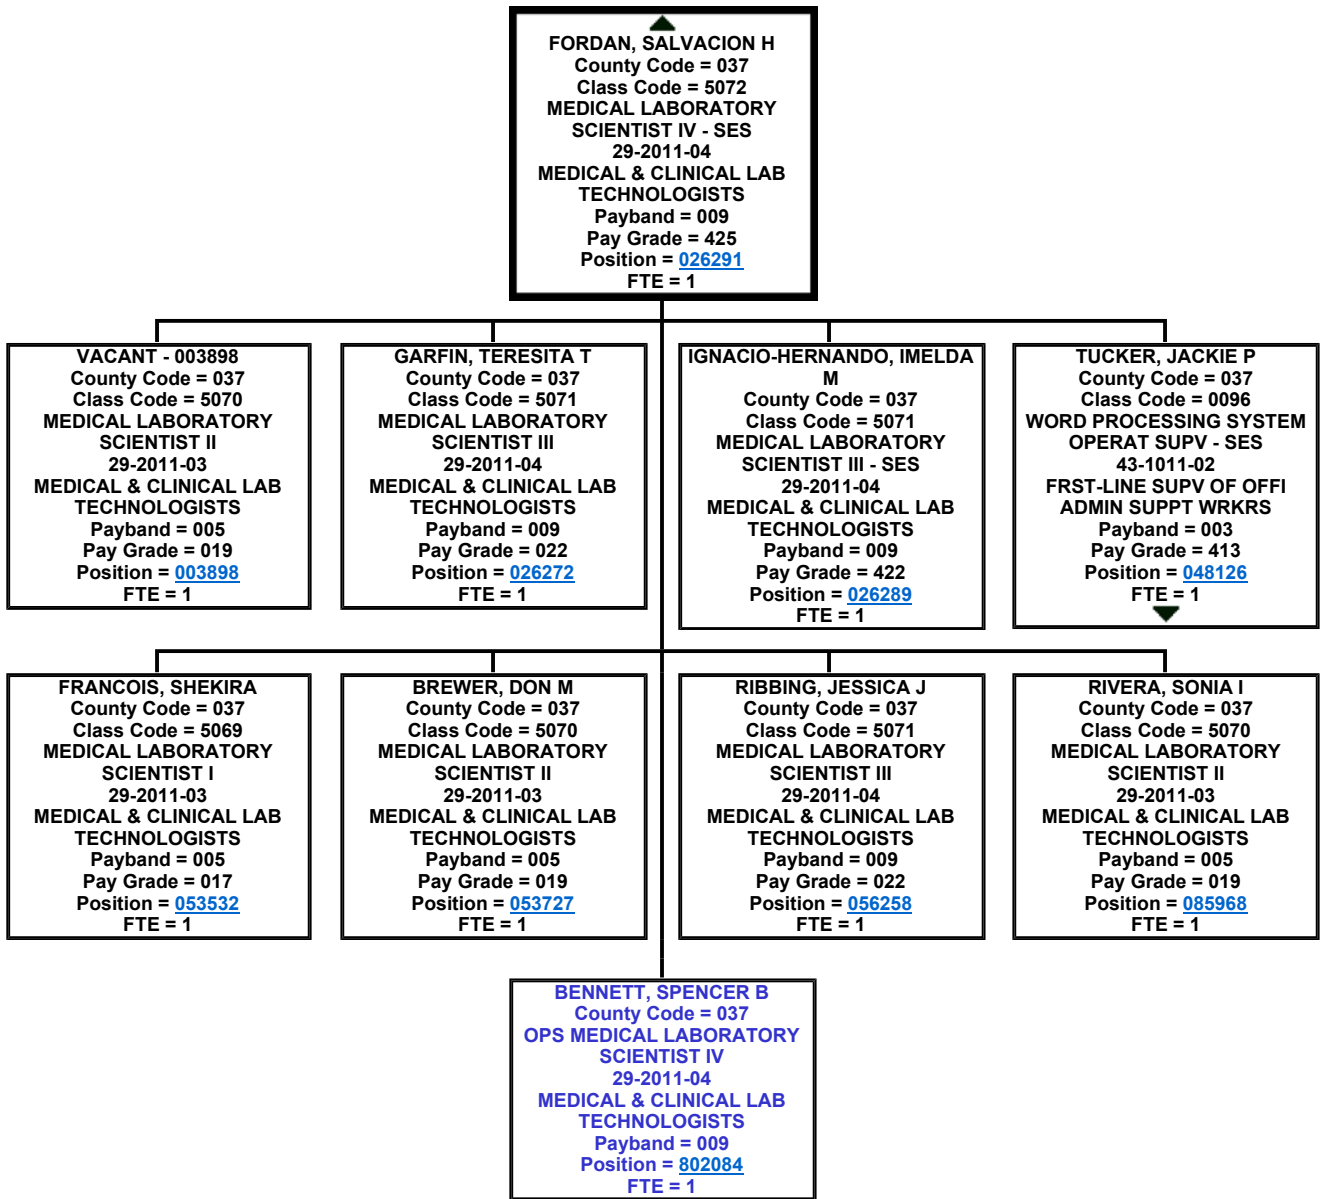 FORDAN, SALVACION H
County Code = 037
Class Code = 5072
MEDICAL LABORATORY
SCIENTIST IV - SES
29-2011-04
MEDICAL & CLINICAL LAB
TECHNOLOGISTS
Payband = 009
Pay Grade = 425
Position = 026291
FTE = 1
VACANT - 003898
County Code = 037
Class Code = 5070
MEDICAL LABORATORY
SCIENTIST II
29-2011-03
MEDICAL & CLINICAL LAB
TECHNOLOGISTS
Payband = 005
Pay Grade = 019
Position = 003898
FTE = 1
GARFIN, TERESITA T
County Code = 037
Class Code = 5071
MEDICAL LABORATORY
SCIENTIST III
29-2011-04
MEDICAL & CLINICAL LAB
TECHNOLOGISTS
Payband = 009
Pay Grade = 022
Position = 026272
FTE = 1
IGNACIO-HERNANDO, IMELDA
M
County Code = 037
Class Code = 5071
MEDICAL LABORATORY
SCIENTIST III - SES
29-2011-04
MEDICAL & CLINICAL LAB
TECHNOLOGISTS
Payband = 009
Pay Grade = 422
Position = 026289
FTE = 1
TUCKER, JACKIE P
County Code = 037
Class Code = 0096
WORD PROCESSING SYSTEM
OPERAT SUPV - SES
43-1011-02
FRST-LINE SUPV OF OFFI
ADMIN SUPPT WRKRS
Payband = 003
Pay Grade = 413
Position = 048126
FTE = 1
FRANCOIS, SHEKIRA
County Code = 037
Class Code = 5069
MEDICAL LABORATORY
SCIENTIST I
29-2011-03
MEDICAL & CLINICAL LAB
TECHNOLOGISTS
Payband = 005
Pay Grade = 017
Position = 053532
FTE = 1
BREWER, DON M
County Code = 037
Class Code = 5070
MEDICAL LABORATORY
SCIENTIST II
29-2011-03
MEDICAL & CLINICAL LAB
TECHNOLOGISTS
Payband = 005
Pay Grade = 019
Position = 053727
FTE = 1
RIBBING, JESSICA J
County Code = 037
Class Code = 5071
MEDICAL LABORATORY
SCIENTIST III
29-2011-04
MEDICAL & CLINICAL LAB
TECHNOLOGISTS
Payband = 009
Pay Grade = 022
Position = 056258
FTE = 1
RIVERA, SONIA I
County Code = 037
Class Code = 5070
MEDICAL LABORATORY
SCIENTIST II
29-2011-03
MEDICAL & CLINICAL LAB
TECHNOLOGISTS
Payband = 005
Pay Grade = 019
Position = 085968
FTE = 1
BENNETT, SPENCER B
County Code = 037
OPS MEDICAL LABORATORY
SCIENTIST IV
29-2011-04
MEDICAL & CLINICAL LAB
TECHNOLOGISTS
Payband = 009
Position = 802084
FTE = 1